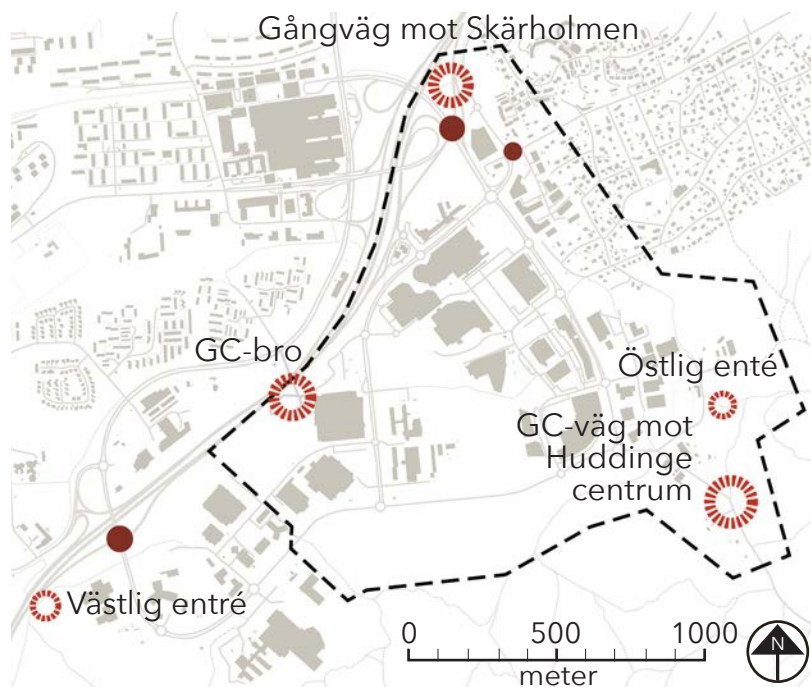 Gångväg mot Skärholmen
GC-bro
Östlig enté
GC-väg mot
Huddinge
centrum
Västlig entré
0 500 1000
meter
N